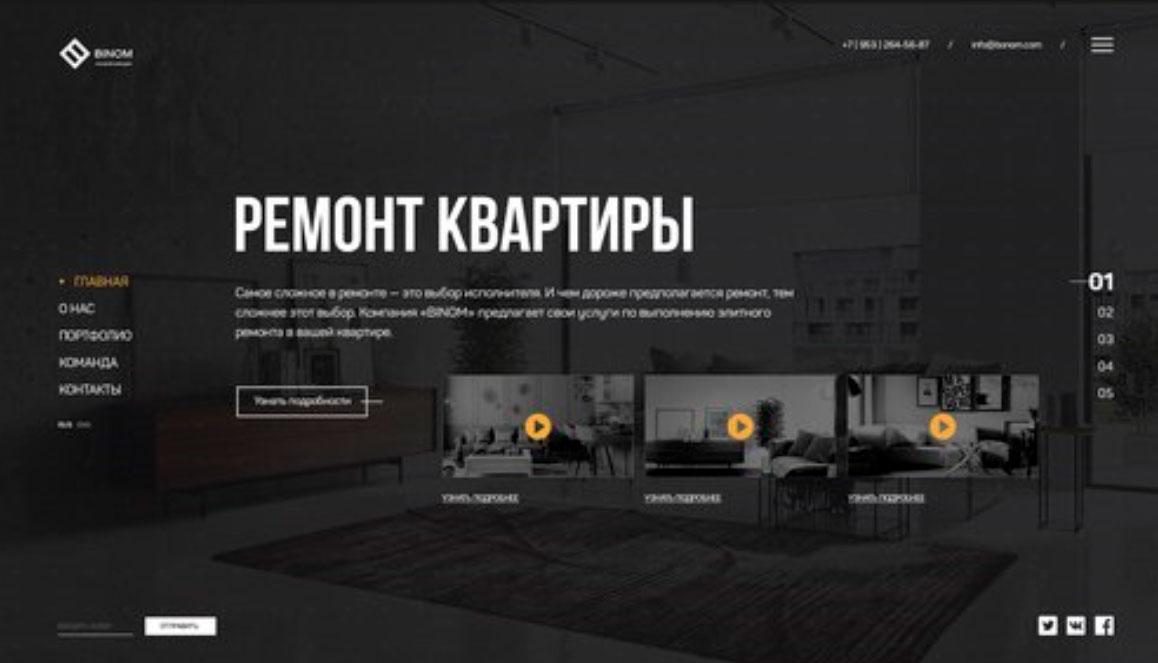 BINOM
+7 ( 953 ) 264-56-87 / info@binom.com /
РЕМОНТ КВАРТИРЫ
ГЛАВНАЯ
О НАС
ПОРТФОЛИО
КОМАНДА
КОНТАКТЫ
RUS ENG
Самое сложное в ремонте — это выбор исполнителя. И чем дороже предполагается ремонт, тем
сложнее этот выбор. Компания «BINOM» предлагает свои услуги по выполнению элитного
ремонта в вашей квартире.
Узнать подробности
01
02
03
04
05
УЗНАТЬ ПОДРОБНЕЕ
УЗНАТЬ ПОДРОБНЕЕ
УЗНАТЬ ПОДРОБНЕЕ
ОТПРАВИТЬ